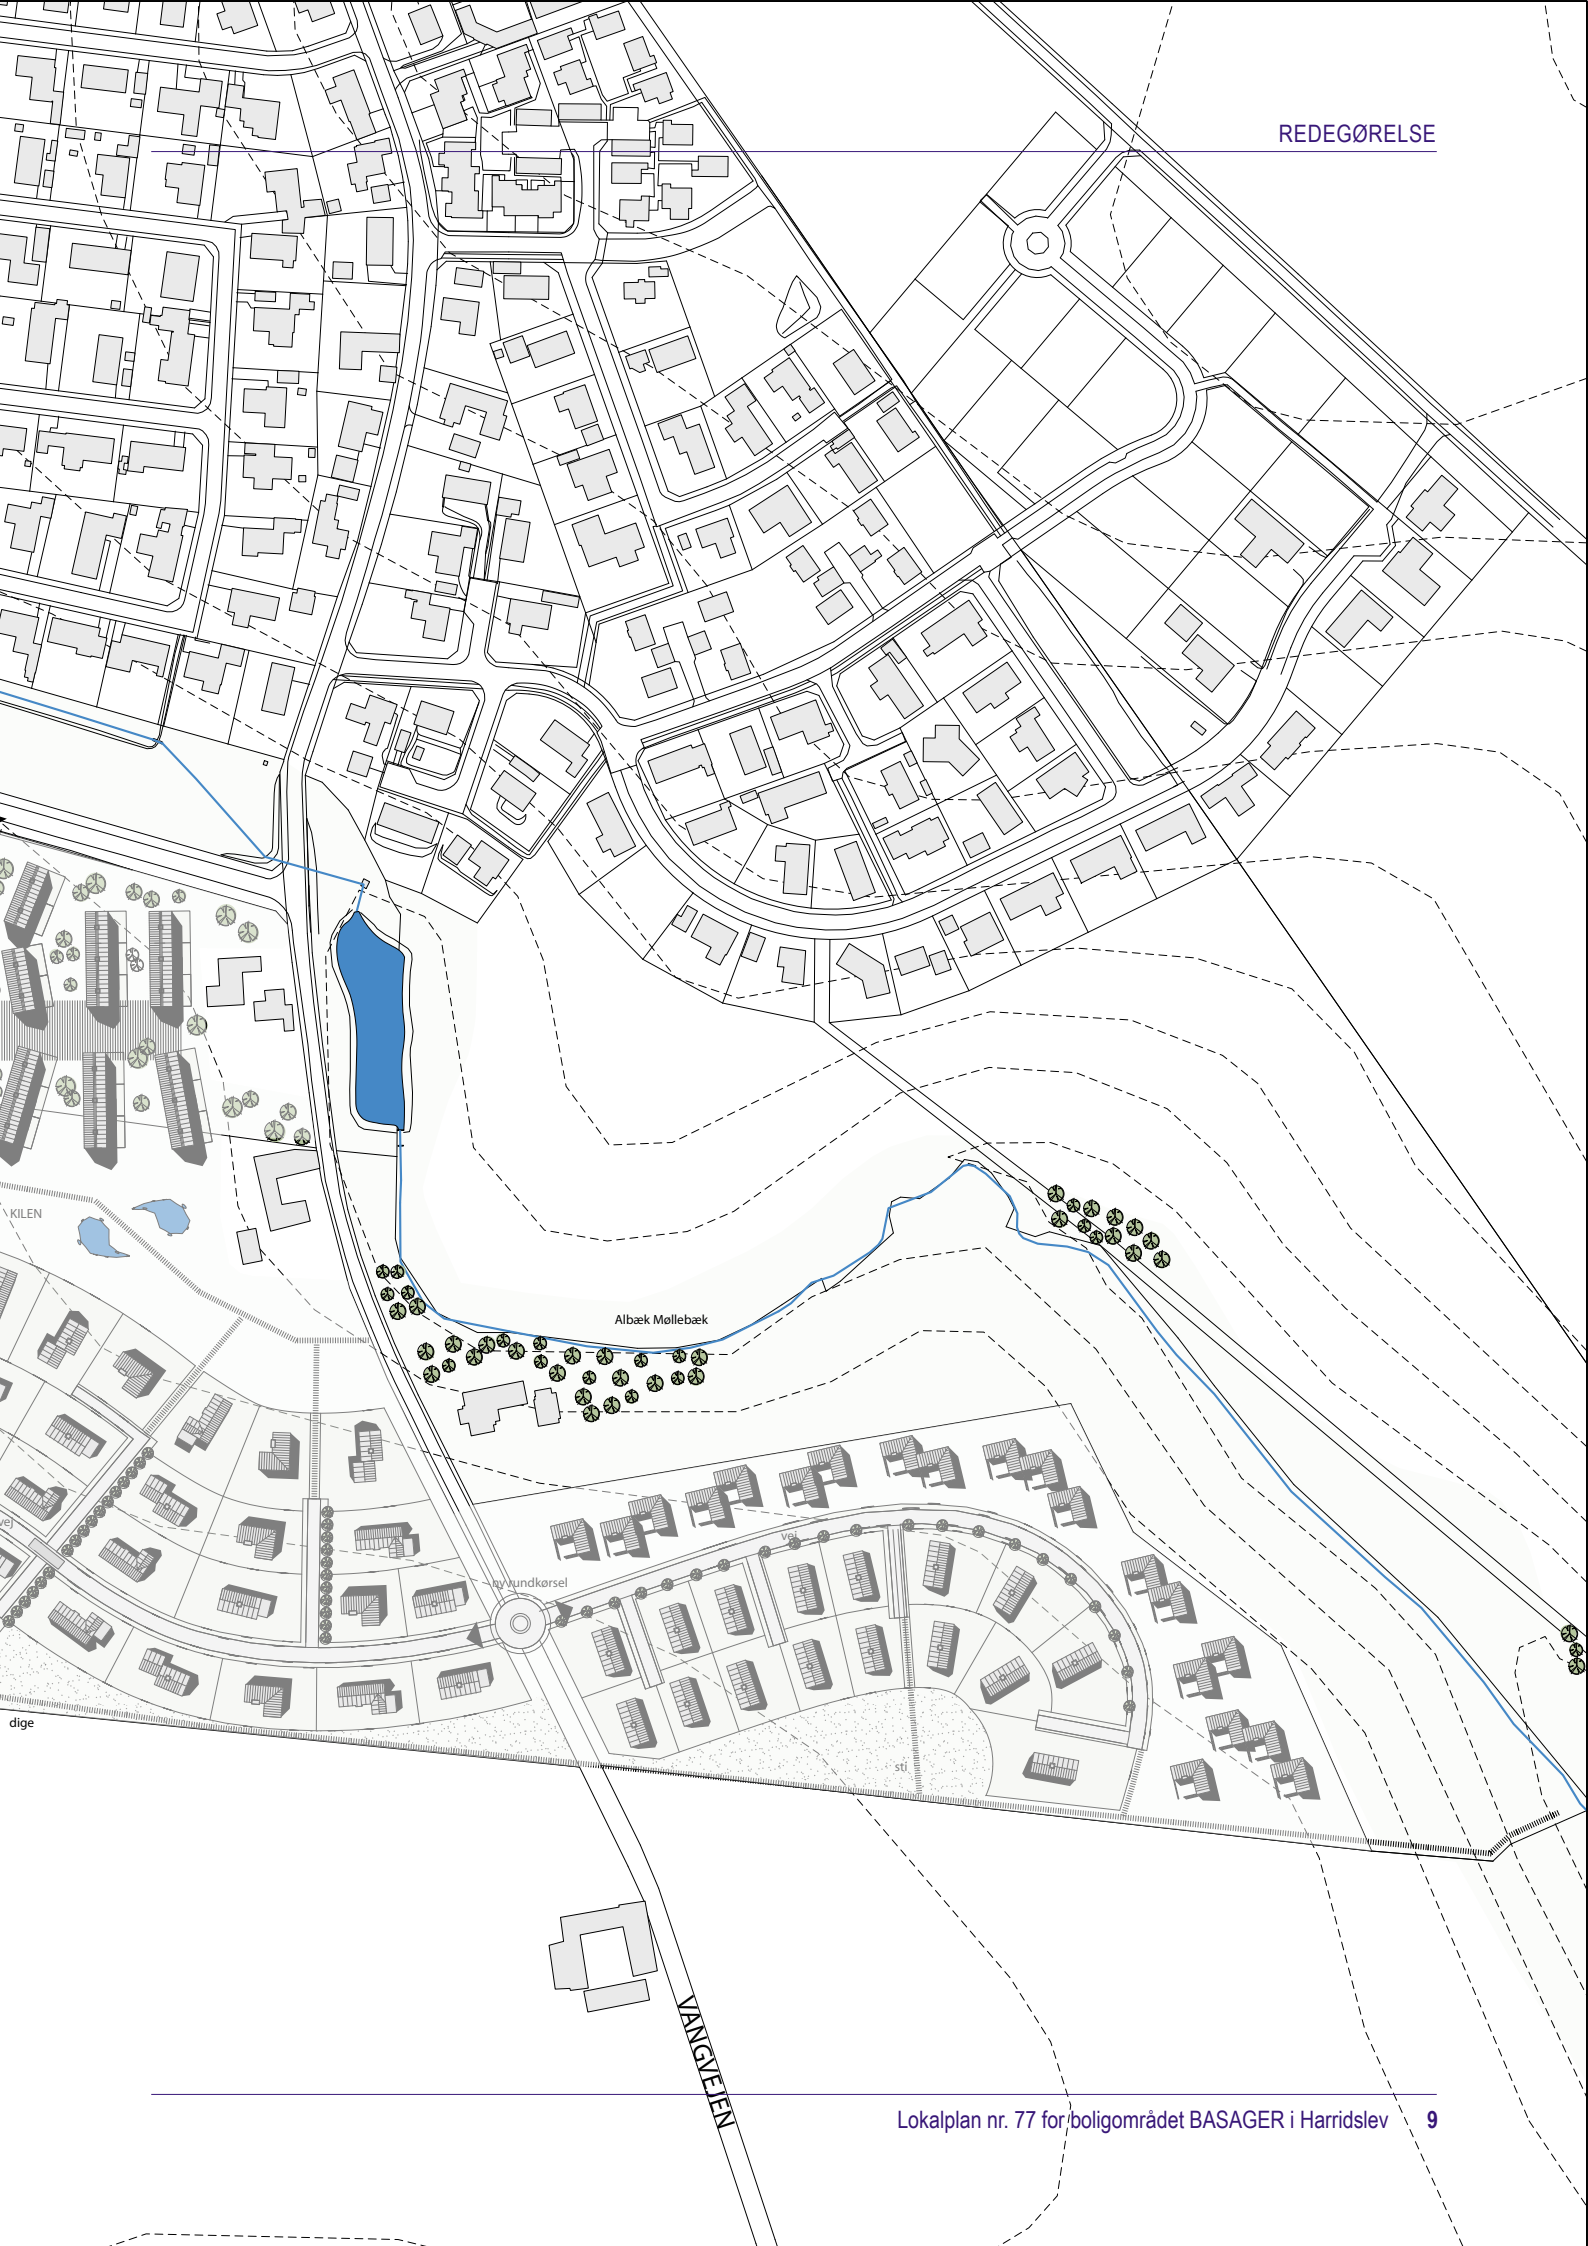 REDEGØRELSE
KILEN
Albæk Møllebæk
vej
vej
ny rundkørsel
dige
sti
VANGVEJEN
Lokalplan nr. 77 for boligområdet BASAGER i Harridslev 9